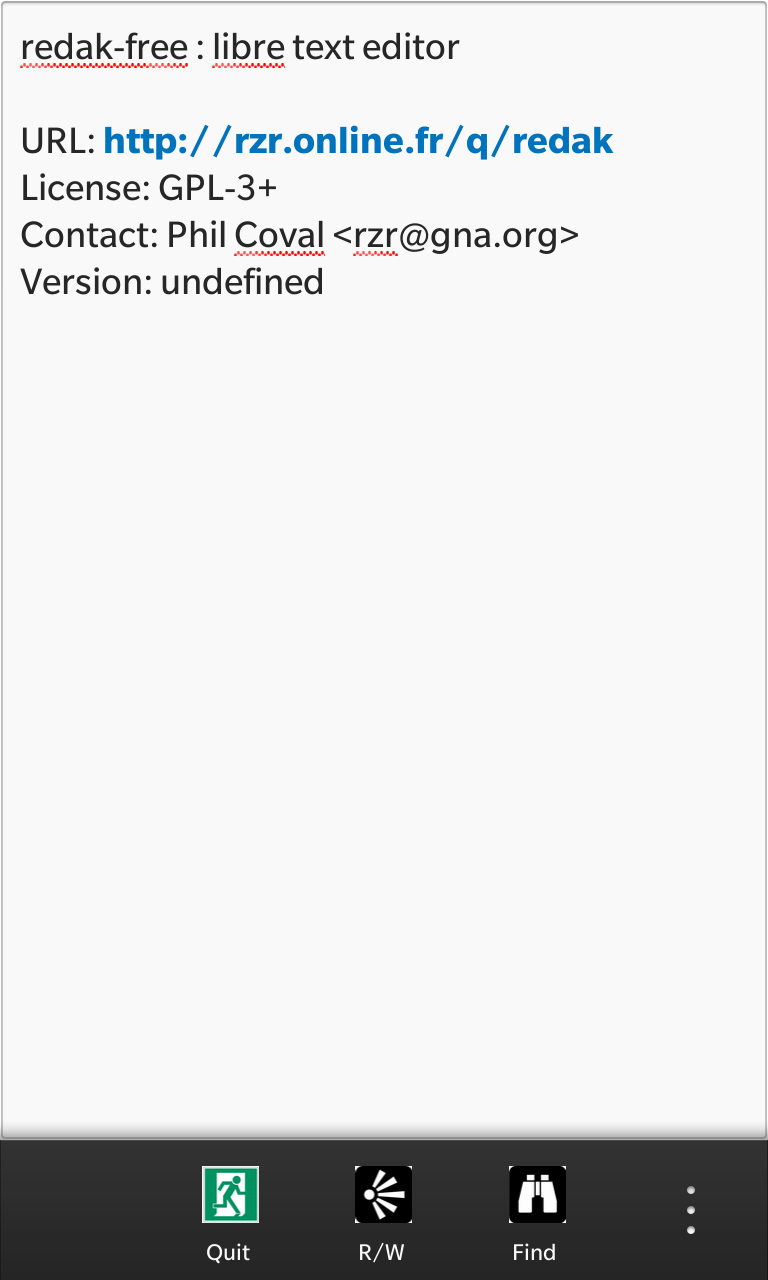 redak-free : libre text editor
URL: http://rzr.online.fr/q/redak
License: GPL-3+
Contact: Phil Coval <rzr@gna.org>
Version: undefined
Quit
R/W
Find